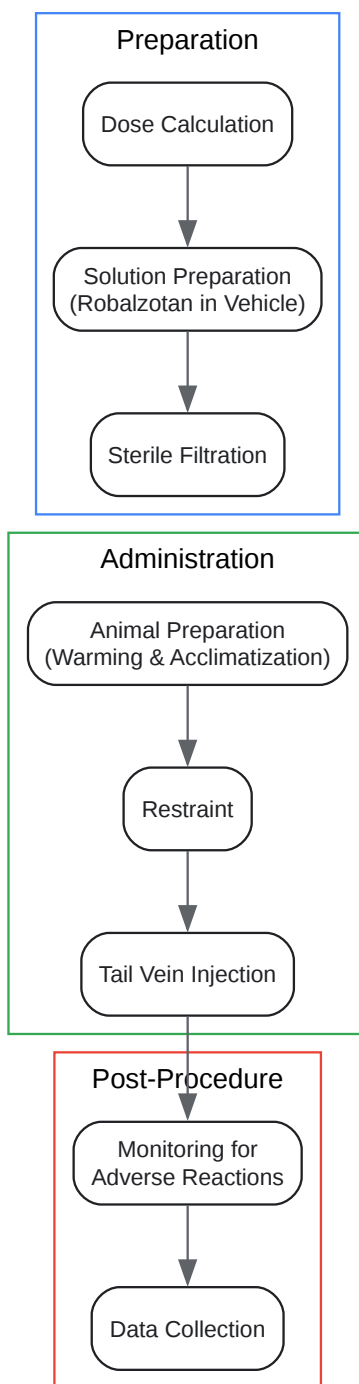 Preparation
Dose Calculation
Solution Preparation
(Robalzotan in Vehicle)
Sterile Filtration
Administration
Animal Preparation
(Warming & Acclimatization)
Restraint
Tail Vein Injection
Post-Procedure
Monitoring for
Adverse Reactions
Data Collection